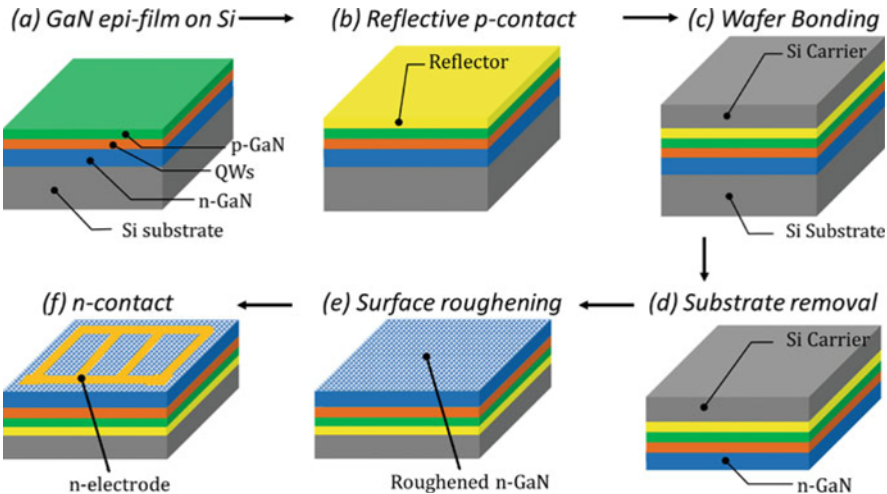 (a) GaN epi-film on Si
(b) Reflective p-contact
(c) Wafer Bonding
p-GaN
QWs
n-GaN
Si substrate
Reflector
Si Carrier
Si Substrate
(f) n-contact
(e) Surface roughening
(d) Substrate removal
n-electrode
Roughened n-GaN
Si Carrier
n-GaN